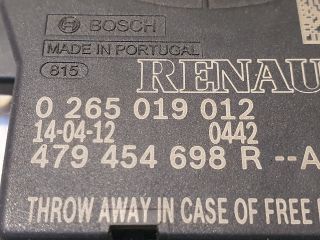 BOSCH
MADE IN PORTUGAL
815
RENAU
0 265 019 012
14-04-12 0442
479 454 698 R --A
THROW AWAY IN CASE OF FREE